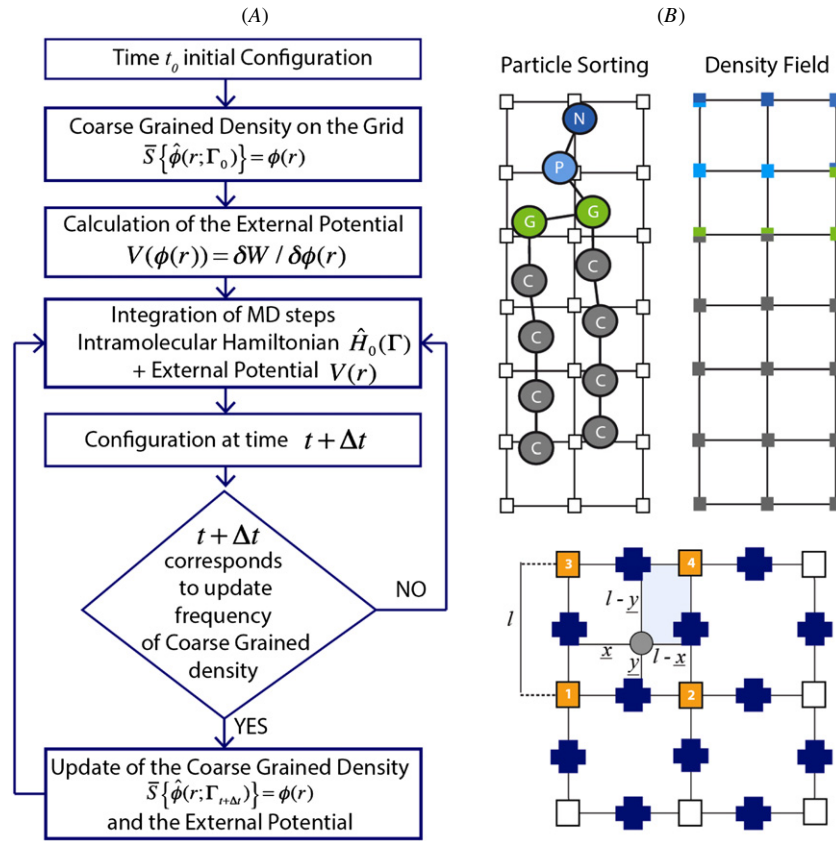 (A)
Time t₀ initial Configuration
Coarse Grained Density on the Grid
S̅{φ̂(r;Γ₀)}=φ(r)
Calculation of the External Potential
V(φ(r))=δW / δφ(r)
Integration of MD steps
Intramolecular Hamiltonian Ĥ₀(Γ)
+ External Potential V(r)
Configuration at time t+Δt
t+Δt
corresponds
to update
frequency
of Coarse Grained
density
NO
YES
Update of the Coarse Grained Density
S̅{φ̂(r;Γ_{t+Δt})}=φ(r)
and the External Potential
(B)
Particle Sorting
Density Field
N
P
G
G
C
C
C
C
C
C
C
C
3
4
l - y
l
x
y
l - x
1
2